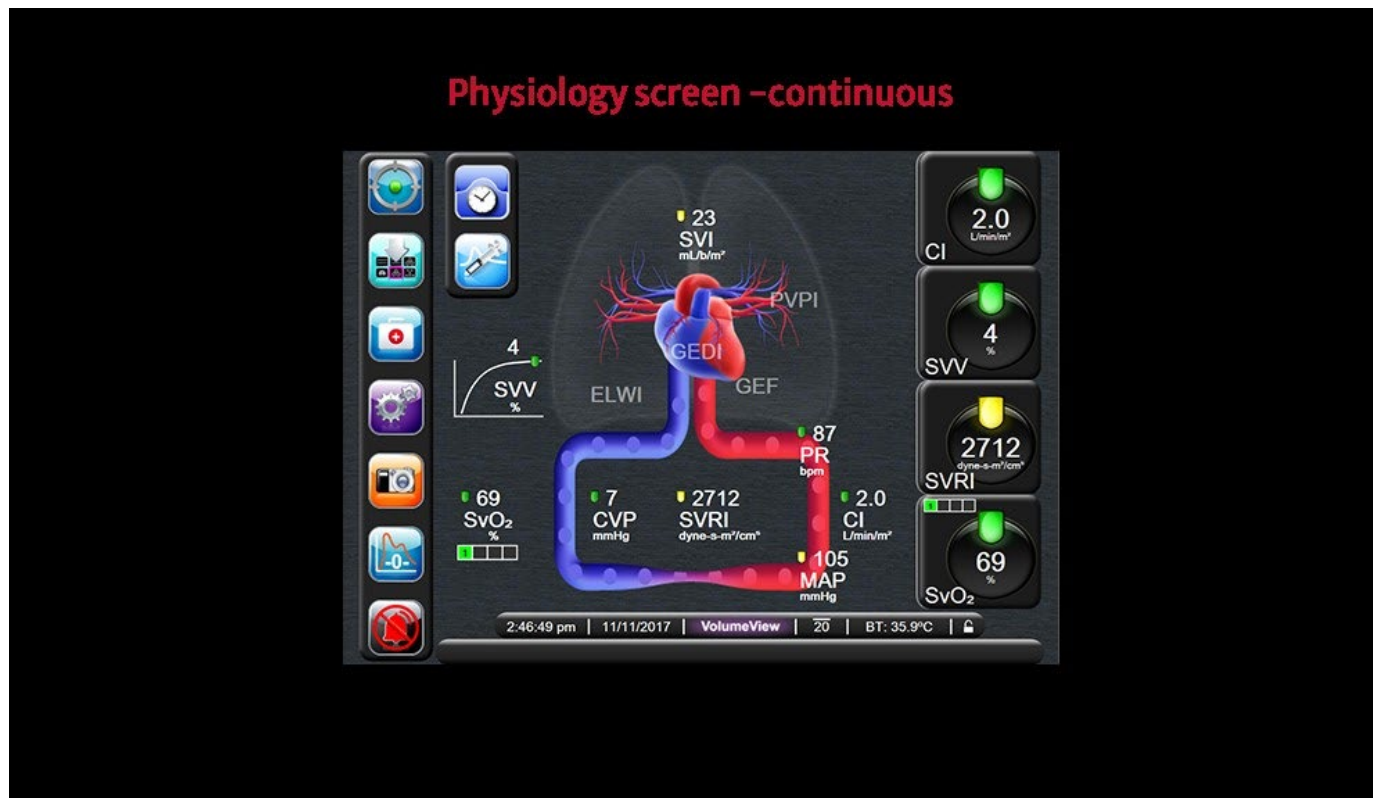 Physiology screen –continuous
23
SVI
mL/b/m²
PVPI
GEDI
ELWI
GEF
4
SVV
%
87
PR
bpm
69
SvO₂
%
1
7
CVP
mmHg
2712
SVRI
dyne-s-m²/cm⁵
2.0
CI
L/min/m²
105
MAP
mmHg
2.0
L/min/m²
CI
4
%
SVV
2712
dyne-s-m²/cm⁵
SVRI
1
69
%
SvO₂
-0-
2:46:49 pm | 11/11/2017 | VolumeView | 20 | BT: 35.9ºC |